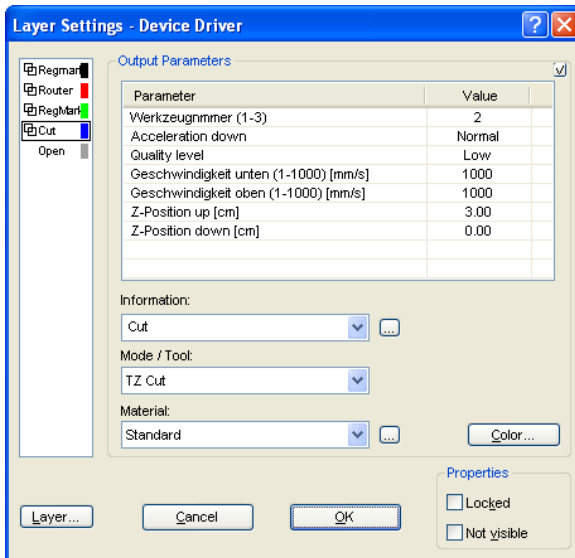 Layer Settings - Device Driver
Regmar
Router
RegMark
Cut
Open
Output Parameters
Parameter Value
Werkzeugnmmer (1-3) 2
Acceleration down Normal
Quality level Low
Geschwindigkeit unten (1-1000) [mm/s] 1000
Geschwindigkeit oben (1-1000) [mm/s] 1000
Z-Position up [cm] 3.00
Z-Position down [cm] 0.00
Information:
Cut
...
Mode / Tool:
TZ Cut
Material:
Standard
...
Color...
Properties
Locked
Not visible
Layer...
Cancel
OK